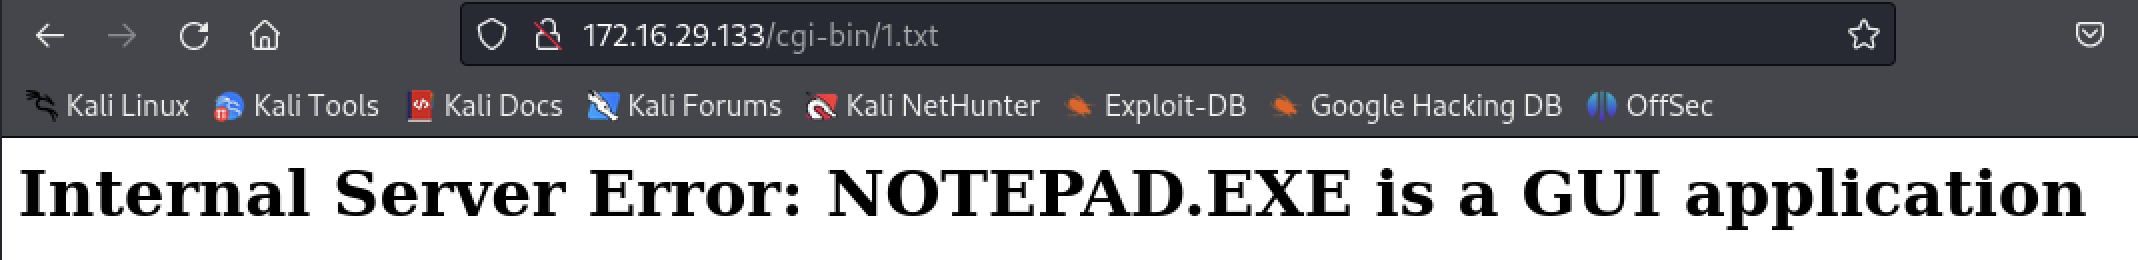 172.16.29.133/cgi-bin/1.txt
Kali Linux Kali Tools Kali Docs Kali Forums Kali NetHunter Exploit-DB Google Hacking DB OffSec
Internal Server Error: NOTEPAD.EXE is a GUI application